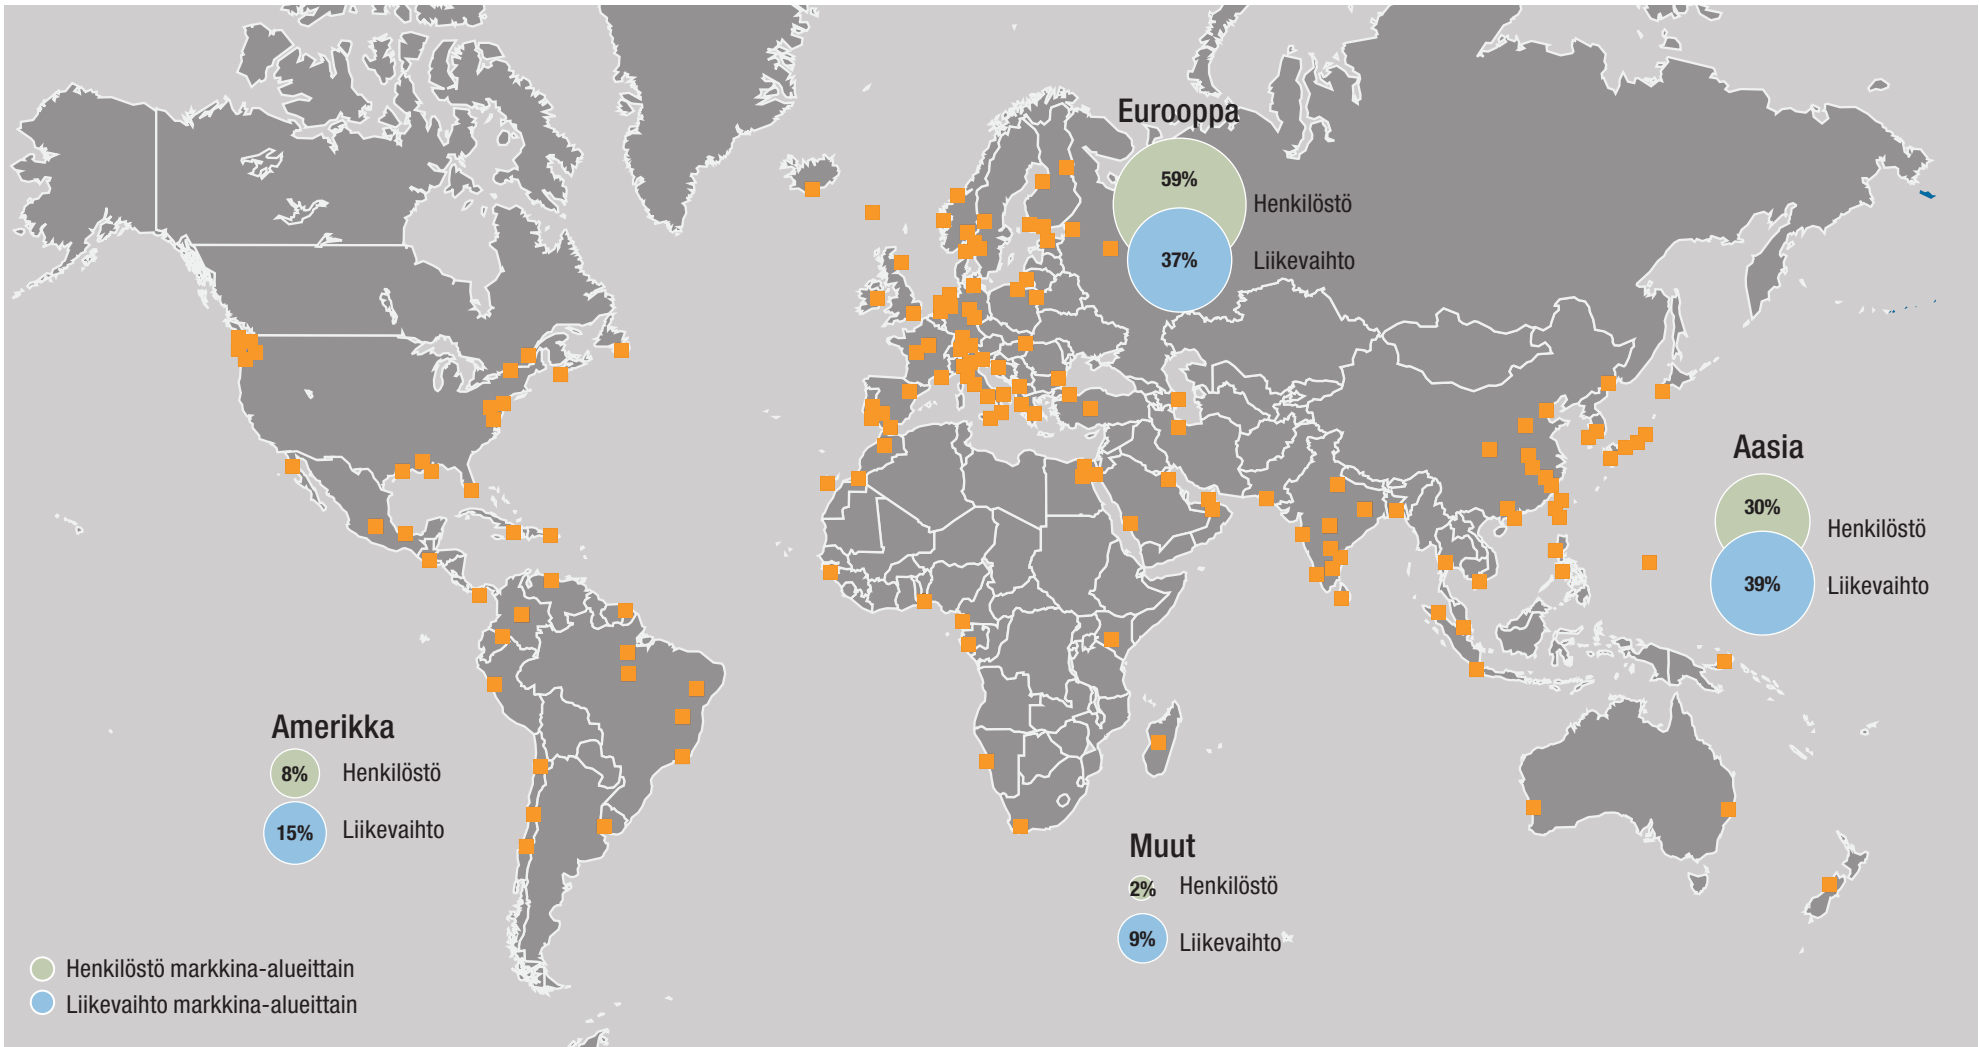 Eurooppa
59%
Henkilöstö
37%
Liikevaihto
Aasia
30%
Henkilöstö
39%
Liikevaihto
Amerikka
8%
Henkilöstö
15%
Liikevaihto
Muut
2%
Henkilöstö
9%
Liikevaihto
Henkilöstö markkina-alueittain
Liikevaihto markkina-alueittain